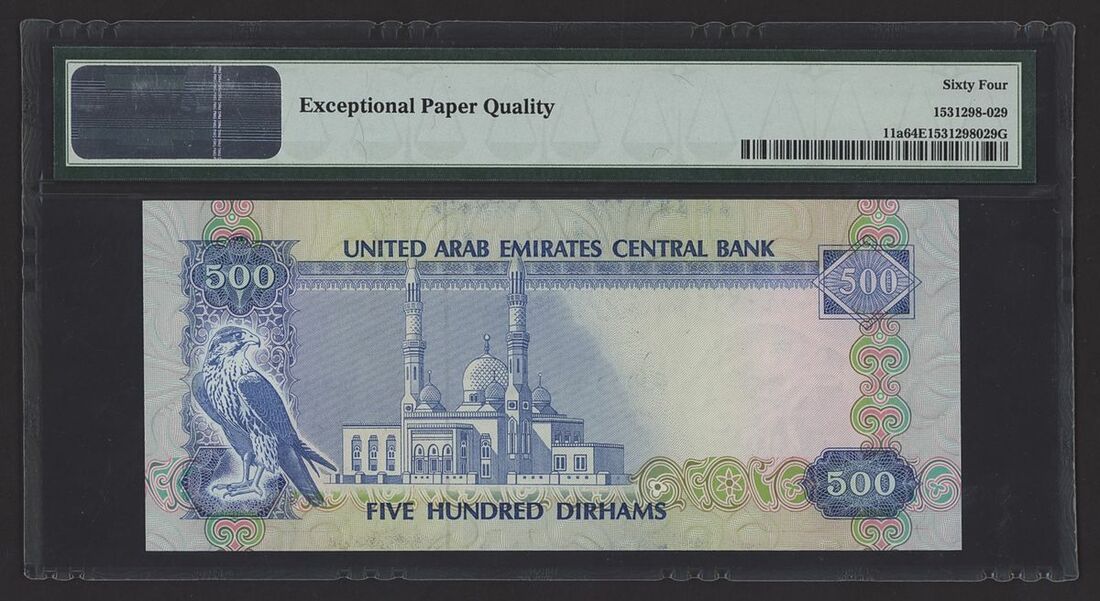 Exceptional Paper Quality
Sixty Four
1531298-029
11a64E1531298029G
UNITED ARAB EMIRATES CENTRAL BANK
500
500
500
FIVE HUNDRED DIRHAMS